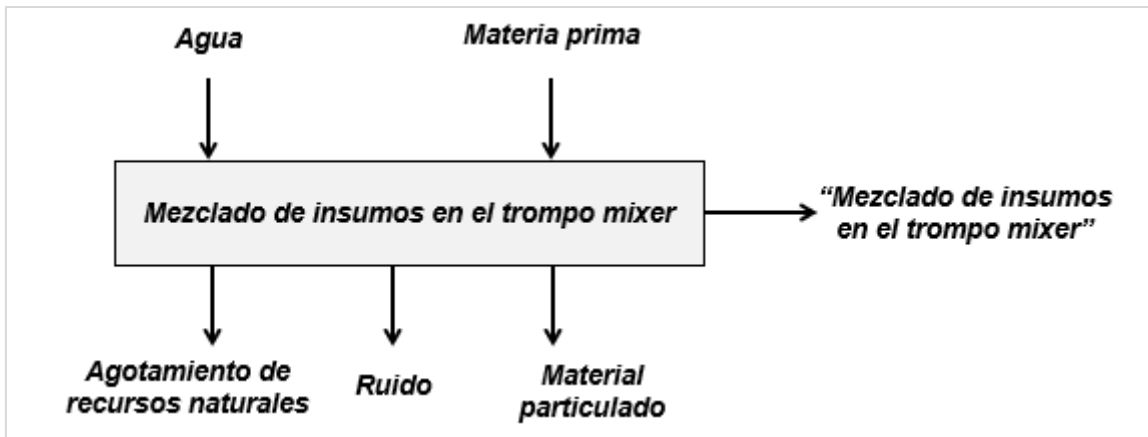 Agua
Materia prima
Mezclado de insumos en el trompo mixer
“Mezclado de insumos
en el trompo mixer”
Agotamiento de
recursos naturales
Ruido
Material
particulado